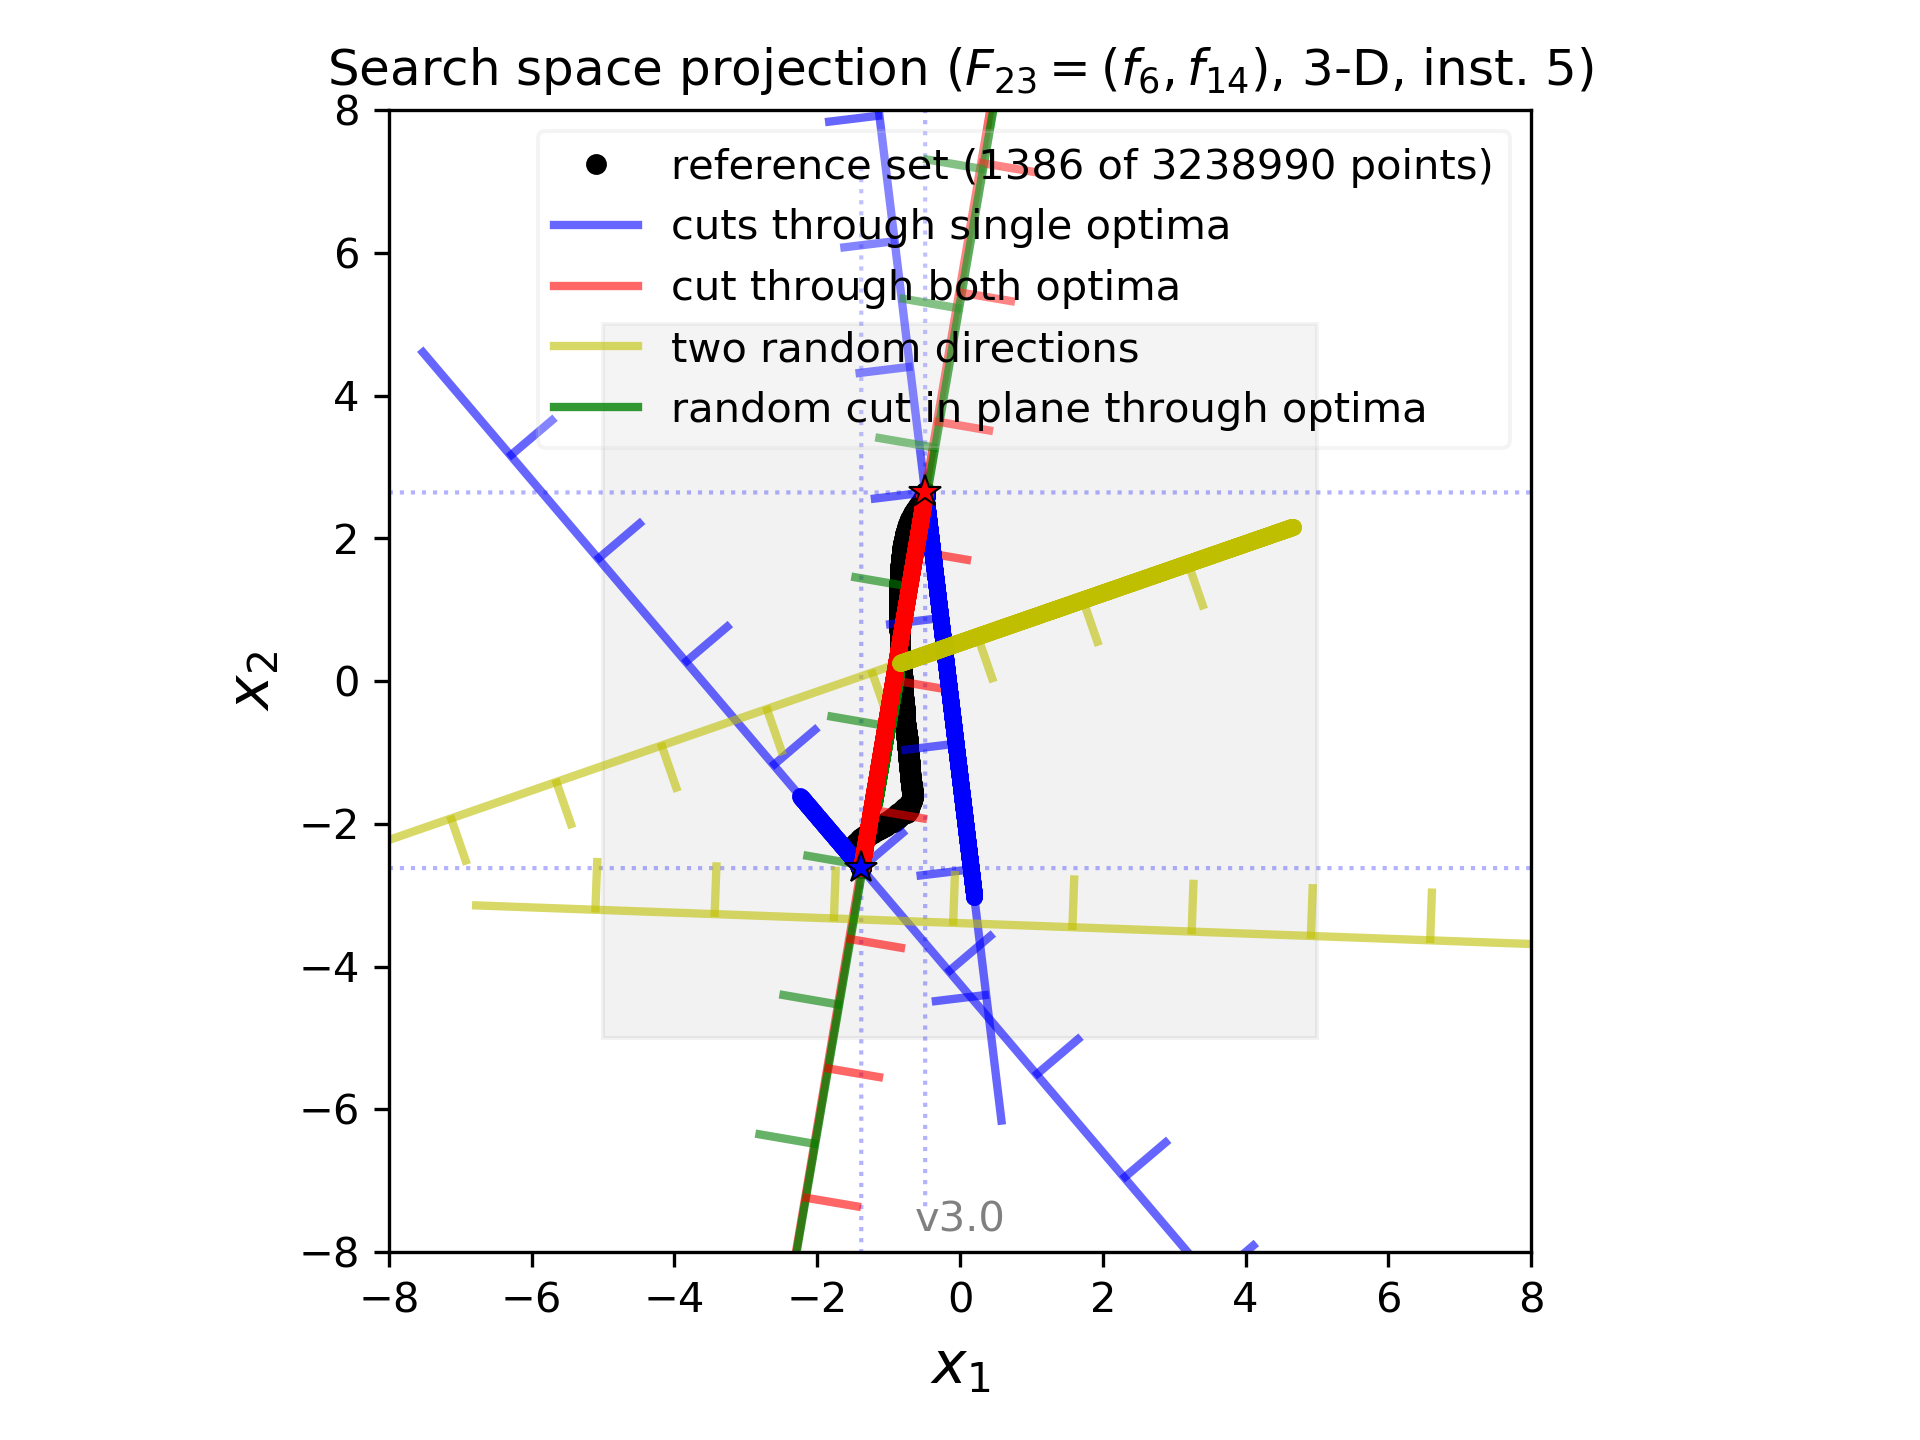 Search space projection (F₂₃ = (f₆, f₁₄), 3-D, inst. 5)
reference set (1386 of 3238990 points)
cuts through single optima
cut through both optima
two random directions
random cut in plane through optima
8
6
4
2
0
−2
−4
−6
−8
x₂
v3.0
−8 −6 −4 −2 0 2 4 6 8
x₁